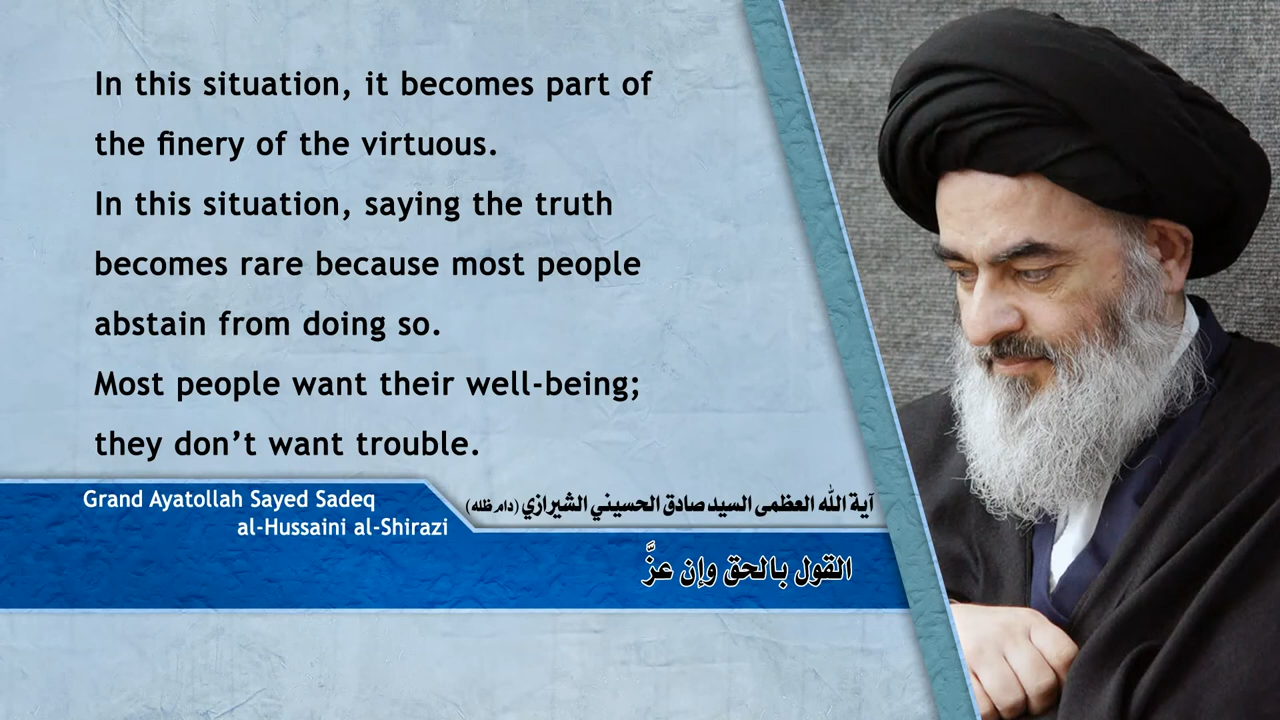 In this situation, it becomes part of
the finery of the virtuous.
In this situation, saying the truth
becomes rare because most people
abstain from doing so.
Most people want their well-being;
they don’t want trouble.
Grand Ayatollah Sayed Sadeq
al-Hussaini al-Shirazi
آية الله العظمى السيد صادق الحسيني الشيرازي (دام ظله)
القول بالحق وإن عزَّ